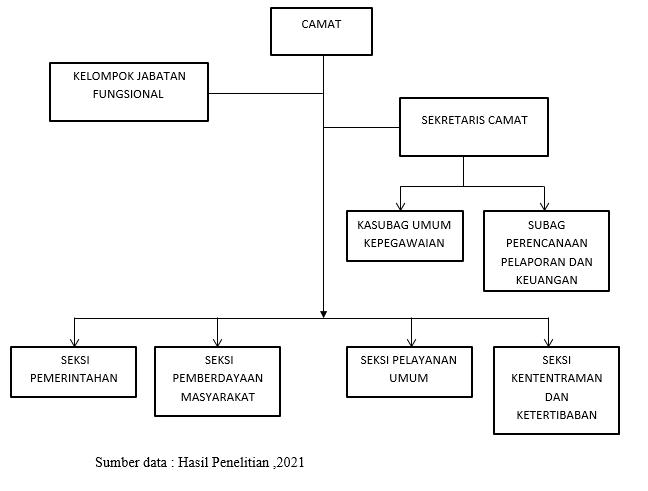 CAMAT
KELOMPOK JABATAN
FUNGSIONAL
SEKRETARIS CAMAT
KASUBAG UMUM
KEPEGAWAIAN
SUBAG
PERENCANAAN
PELAPORAN DAN
KEUANGAN
SEKSI
PEMERINTAHAN
SEKSI
PEMBERDAYAAN
MASYARAKAT
SEKSI PELAYANAN
UMUM
SEKSI
KENTENTRAMAN
DAN
KETERTIBABAN
Sumber data : Hasil Penelitian ,2021